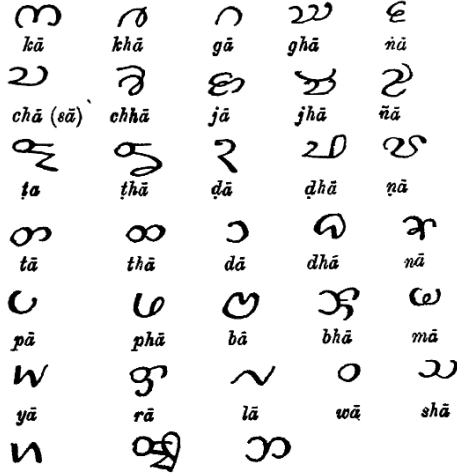 𑄇 𑄈 𑄉 𑄊 𑄋
kā khā gā ghā ṅā
𑄌 𑄍 𑄎 𑄏 𑄐
chā (sā) chhā jā jhā ñā
𑄑 𑄒 𑄓 𑄔 𑄕
ṭa ṭhā ḍā ḍhā ṇā
𑄖 𑄗 𑄘 𑄙 𑄚
tā thā dā dhā nā
𑄛 𑄜 𑄝 𑄞 𑄟
pā phā bâ bhā mā
𑄡 𑄢 𑄣 𑄤 𑄥
yā rā lā wā shā
𑄦 𑄃